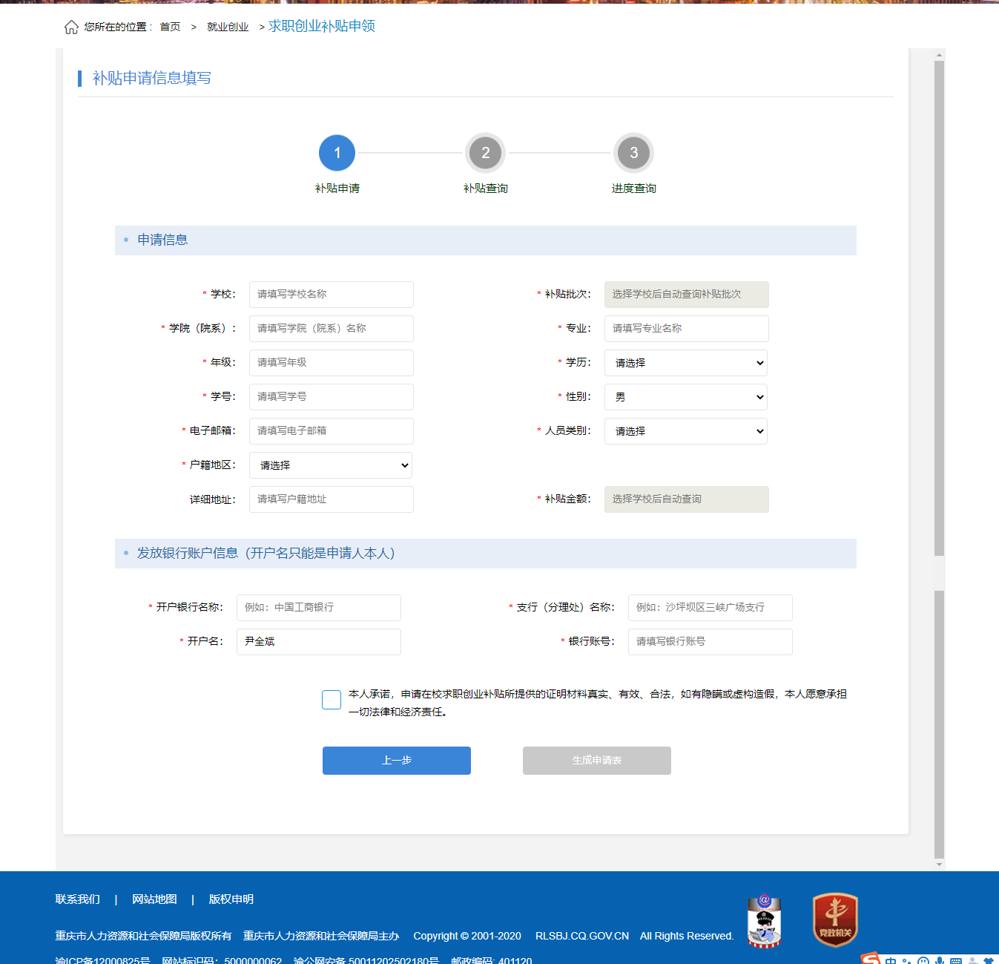 您所在的位置 : 首页 > 就业创业 > 求职创业补贴申领
补贴申请信息填写
1 2 3
补贴申请 补贴查询 进度查询
• 申请信息
* 学校： 请填写学校名称 * 补贴批次： 选择学校后自动查询补贴批次
* 学院（院系）： 请填写学院（院系）名称 * 专业： 请填写专业名称
* 年级： 请填写年级 * 学历： 请选择
* 学号： 请填写学号 * 性别： 男
* 电子邮箱： 请填写电子邮箱 * 人员类别： 请选择
* 户籍地区： 请选择
详细地址： 请填写户籍地址 * 补贴金额： 选择学校后自动查询
• 发放银行账户信息（开户名只能是申请人本人）
* 开户银行名称： 例如：中国工商银行 * 支行（分理处）名称： 例如：沙坪坝区三峡广场支行
* 开户名： 尹全斌 * 银行账号： 请填写银行账号
本人承诺，申请在校求职创业补贴所提供的证明材料真实、有效、合法，如有隐瞒或虚构造假，本人愿意承担
一切法律和经济责任。
上一步 生成申请表
联系我们 | 网站地图 | 版权申明
重庆市人力资源和社会保障局版权所有 重庆市人力资源和社会保障局主办 Copyright © 2001-2020 RLSBJ.CQ.GOV.CN All Rights Reserved.
党政机关
渝ICP备12000825号 网站标识码：5000000062 渝公网安备 50011202502180号 邮政编码: 401120
中